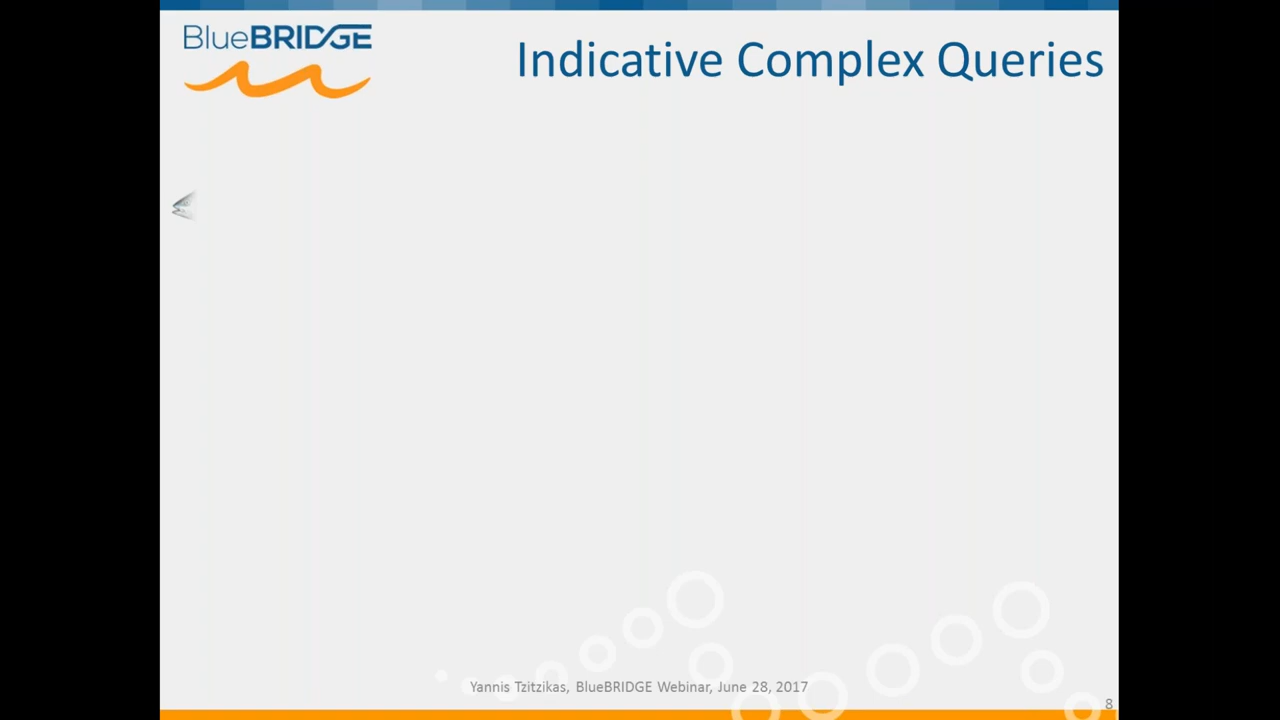 BlueBRIDGE
Indicative Complex Queries
Yannis Tzitzikas, BlueBRIDGE Webinar, June 28, 2017
8